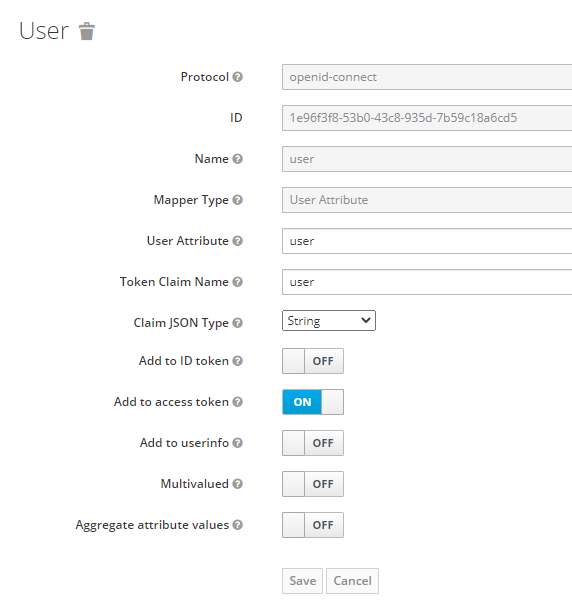 User
Protocol openid-connect
ID 1e96f3f8-53b0-43c8-935d-7b59c18a6cd5
Name user
Mapper Type User Attribute
User Attribute user
Token Claim Name user
Claim JSON Type String
Add to ID token OFF
Add to access token ON
Add to userinfo OFF
Multivalued OFF
Aggregate attribute values OFF
Save Cancel